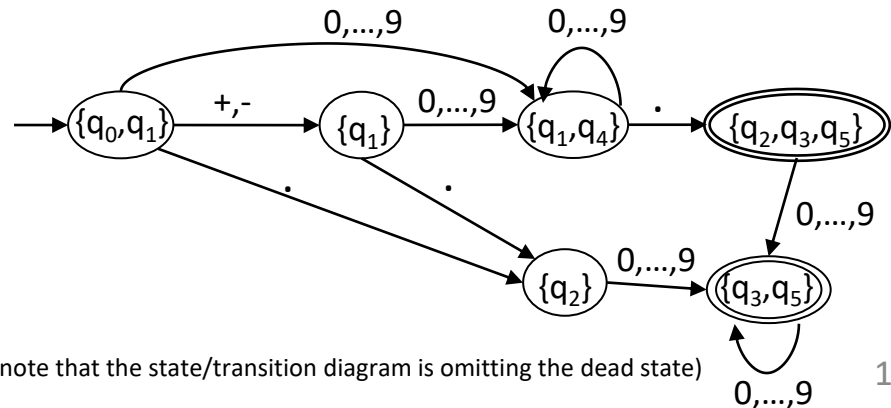 0,...,9
0,...,9
+,-
0,...,9
.
{q₀,q₁}
{q₁}
{q₁,q₄}
{q₂,q₃,q₅}
.
.
0,...,9
0,...,9
{q₂}
{q₃,q₅}
note that the state/transition diagram is omitting the dead state)
1
0,...,9